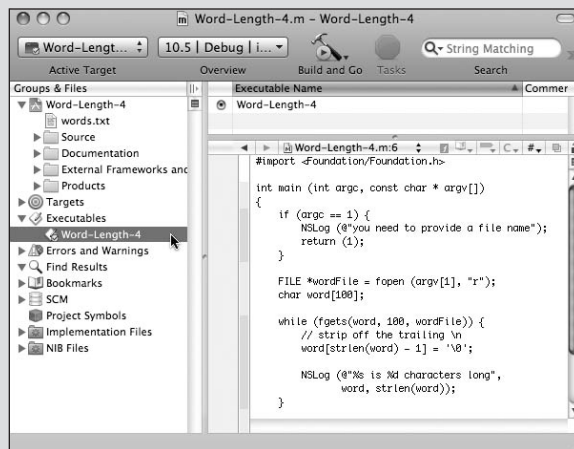 Word-Length-4.m – Word-Length-4
Word-Lengt...
10.5 | Debug | i...
String Matching
Active Target
Overview
Build and Go
Tasks
Search
Groups & Files
Word-Length-4
words.txt
Source
Documentation
External Frameworks and
Products
Targets
Executables
Word-Length-4
Errors and Warnings
Find Results
Bookmarks
SCM
Project Symbols
Implementation Files
NIB Files
Executable Name
Commer
Word-Length-4
Word-Length-4.m:6
C
#
#import <Foundation/Foundation.h>
int main (int argc, const char * argv[])
{
if (argc == 1) {
NSLog (@"you need to provide a file name");
return (1);
}
FILE *wordFile = fopen (argv[1], "r");
char word[100];
while (fgets(word, 100, wordFile)) {
// strip off the trailing \n
word[strlen(word) - 1] = '\0';
NSLog (@"%s is %d characters long",
word, strlen(word));
}